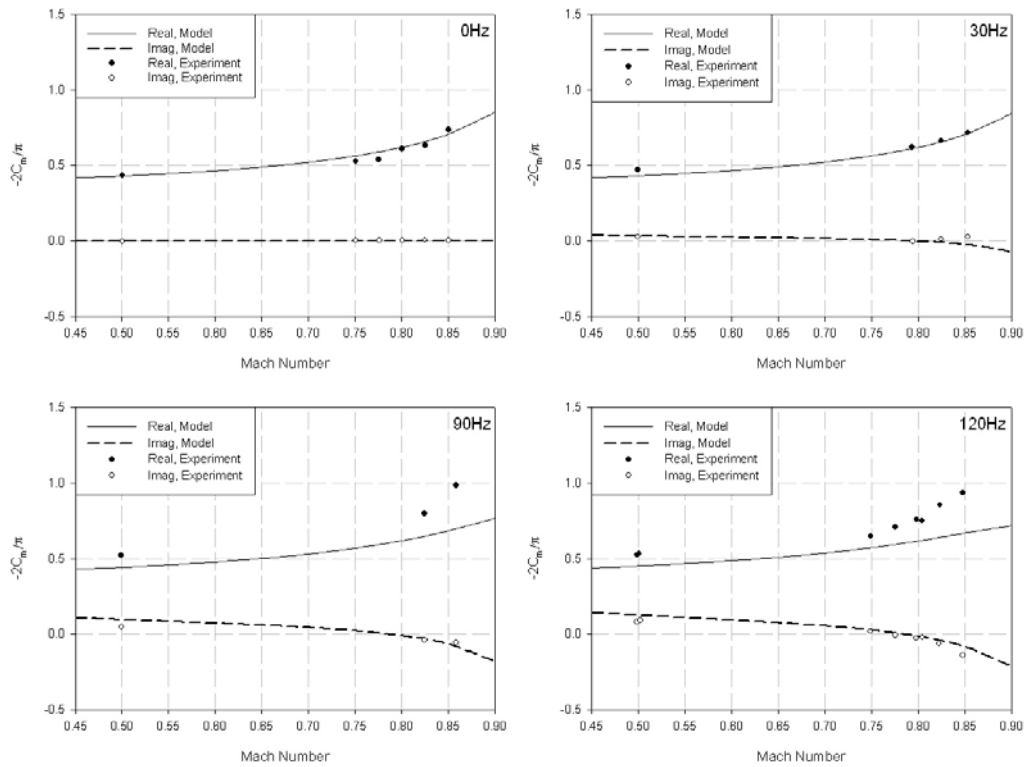 0Hz
Real, Model
Imag, Model
Real, Experiment
Imag, Experiment
1.5
1.0
0.5
0.0
-0.5
-2Cm/π
0.45 0.50 0.55 0.60 0.65 0.70 0.75 0.80 0.85 0.90
Mach Number
30Hz
Real, Model
Imag, Model
Real, Experiment
Imag, Experiment
1.5
1.0
0.5
0.0
-0.5
-2Cm/π
0.45 0.50 0.55 0.60 0.65 0.70 0.75 0.80 0.85 0.90
Mach Number
90Hz
Real, Model
Imag, Model
Real, Experiment
Imag, Experiment
1.5
1.0
0.5
0.0
-0.5
-2Cm/π
0.45 0.50 0.55 0.60 0.65 0.70 0.75 0.80 0.85 0.90
Mach Number
120Hz
Real, Model
Imag, Model
Real, Experiment
Imag, Experiment
1.5
1.0
0.5
0.0
-0.5
-2Cm/π
0.45 0.50 0.55 0.60 0.65 0.70 0.75 0.80 0.85 0.90
Mach Number